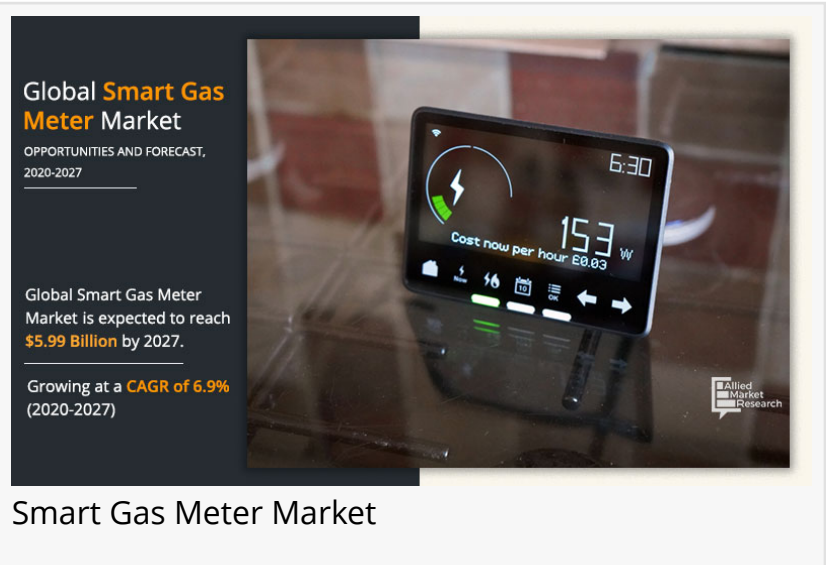 Global Smart Gas
Meter Market
OPPORTUNITIES AND FORECAST,
2020-2027
Global Smart Gas Meter
Market is expected to reach
$5.99 Billion by 2027.
Growing at a CAGR of 6.9%
(2020-2027)
6:30
153 W
Cost now per hour £0.03
Now
10
OK
Allied
Market
Research
Smart Gas Meter Market